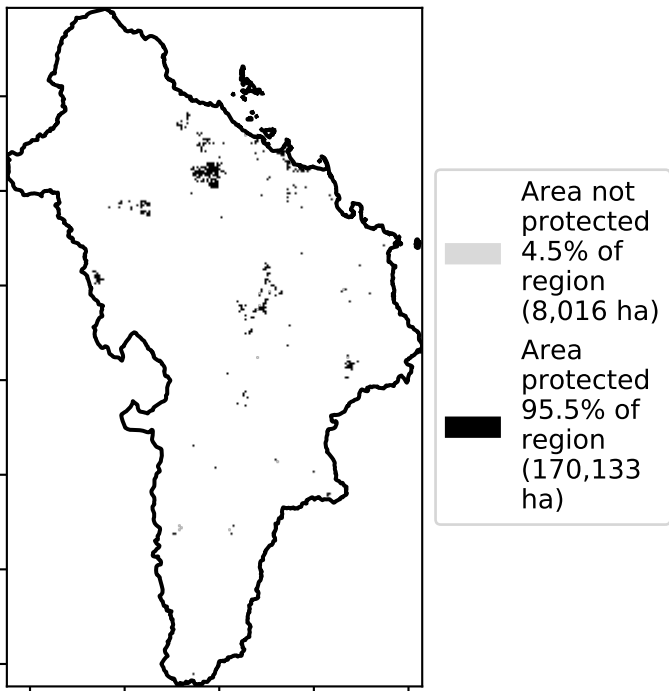 Area not
protected
4.5% of
region
(8,016 ha)
Area
protected
95.5% of
region
(170,133
ha)